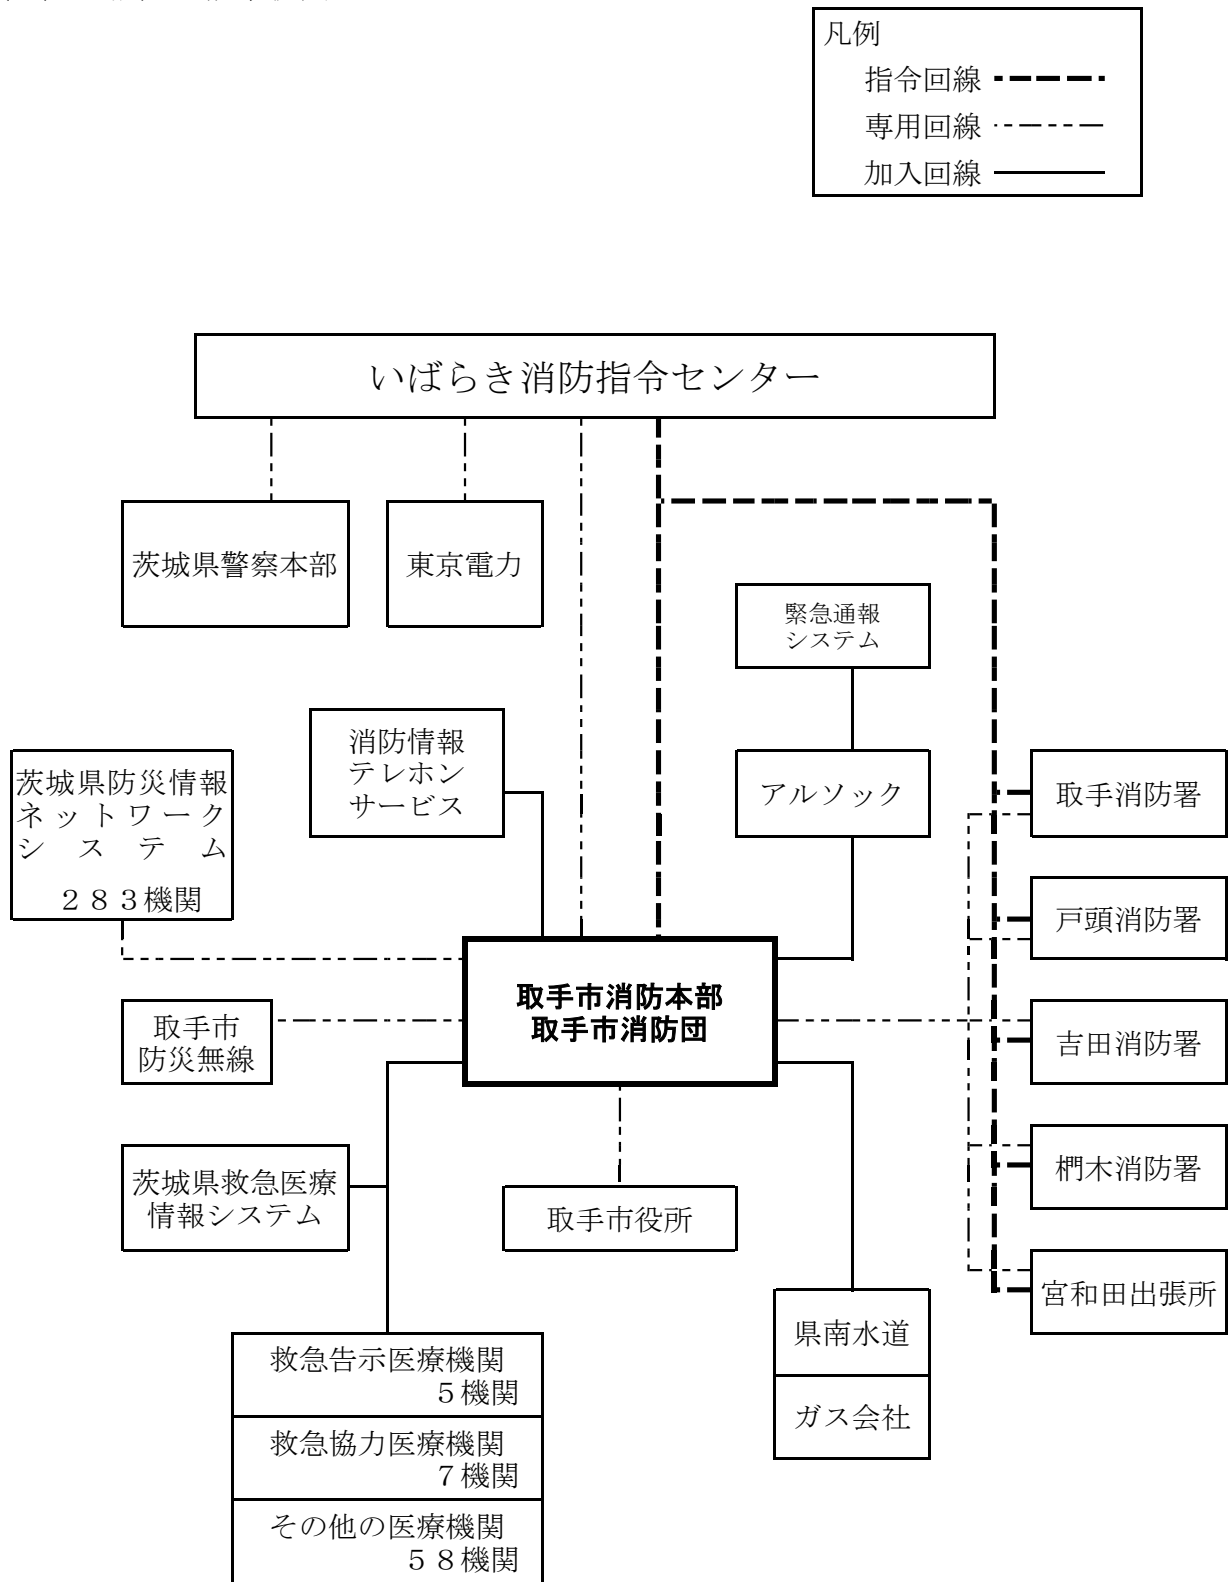 凡例
指令回線
専用回線
加入回線
いばらき消防指令センター
茨城県警察本部
東京電力
緊急通報
システム
消防情報
テレホン
サービス
アルソック
茨城県防災情報
ネットワーク
システム
２８３機関
取手消防署
戸頭消防署
取手市消防本部
取手市消防団
取手市
防災無線
吉田消防署
椚木消防署
茨城県救急医療
情報システム
取手市役所
宮和田出張所
県南水道
ガス会社
救急告示医療機関
５機関
救急協力医療機関
７機関
その他の医療機関
５８機関